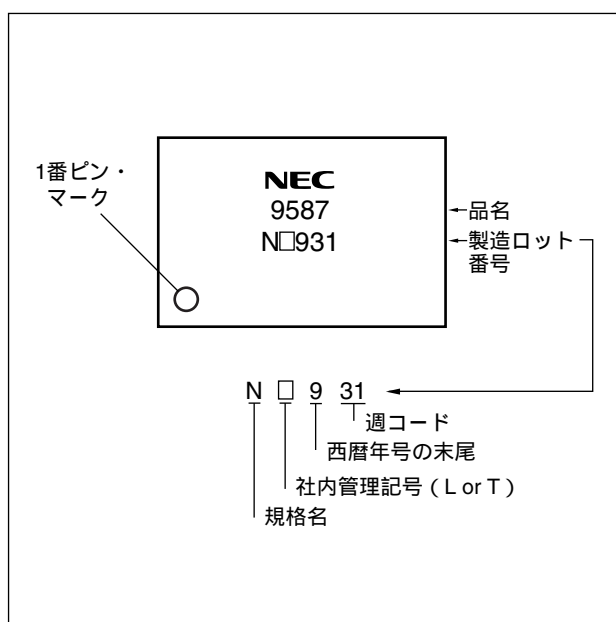 1番ピン・
マーク
NEC
9587
N□931
品名
製造ロット
番号
N □ 9 31
週コード
西暦年号の末尾
社内管理記号（L or T）
規格名